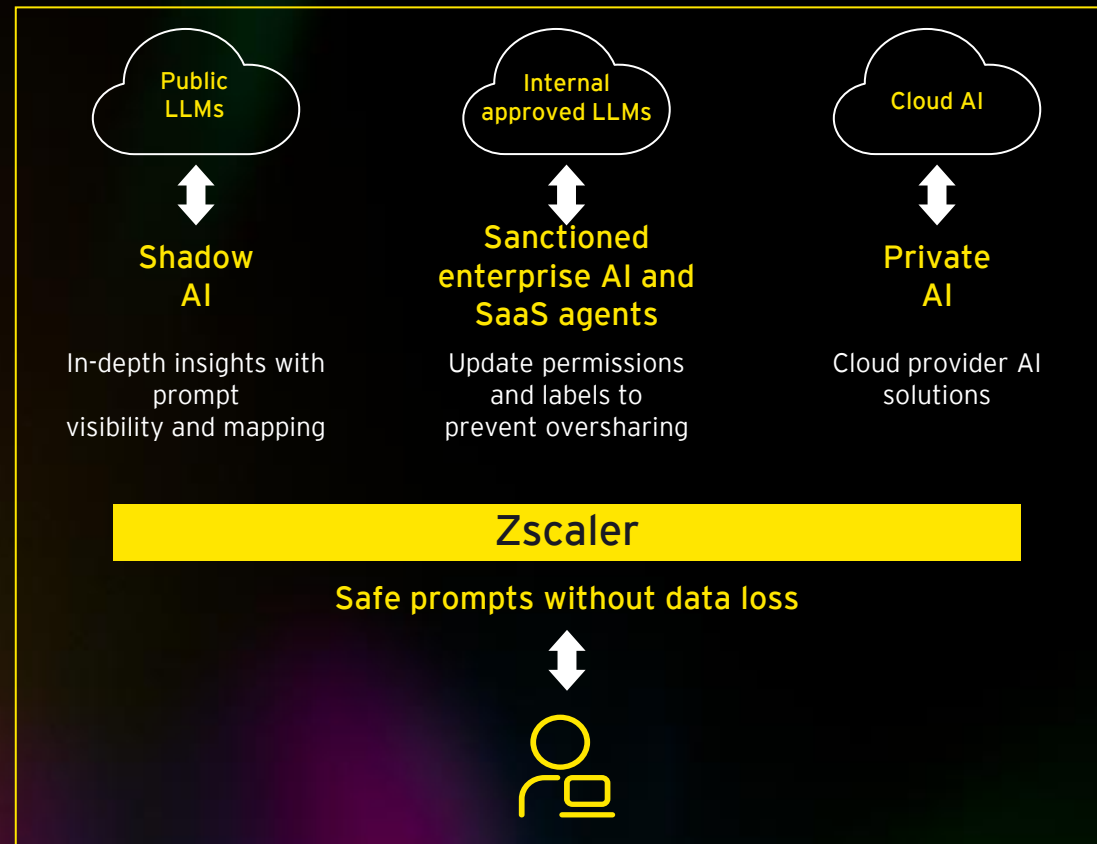 Public
LLMs
Internal
approved LLMs
Cloud AI
Shadow
AI
Sanctioned
enterprise AI and
SaaS agents
Private
AI
In-depth insights with
prompt
visibility and mapping
Update permissions
and labels to
prevent oversharing
Cloud provider AI
solutions
Zscaler
Safe prompts without data loss